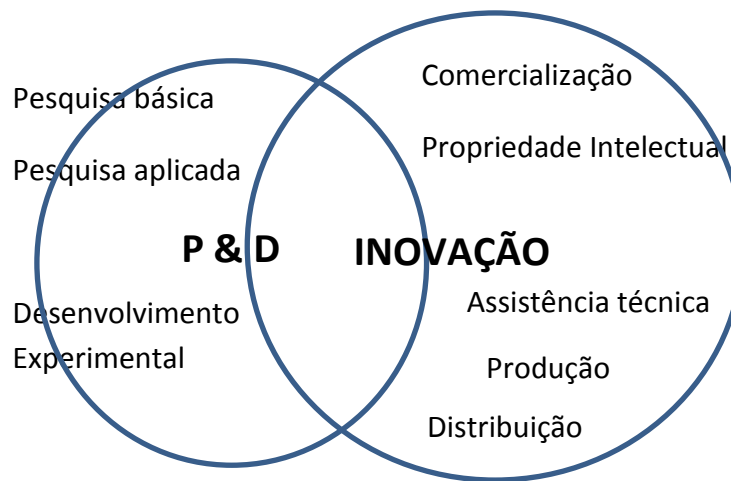 Pesquisa básica
Pesquisa aplicada
P & D
Desenvolvimento
Experimental
Comercialização
Propriedade Intelectual
INOVAÇÃO
Assistência técnica
Produção
Distribuição